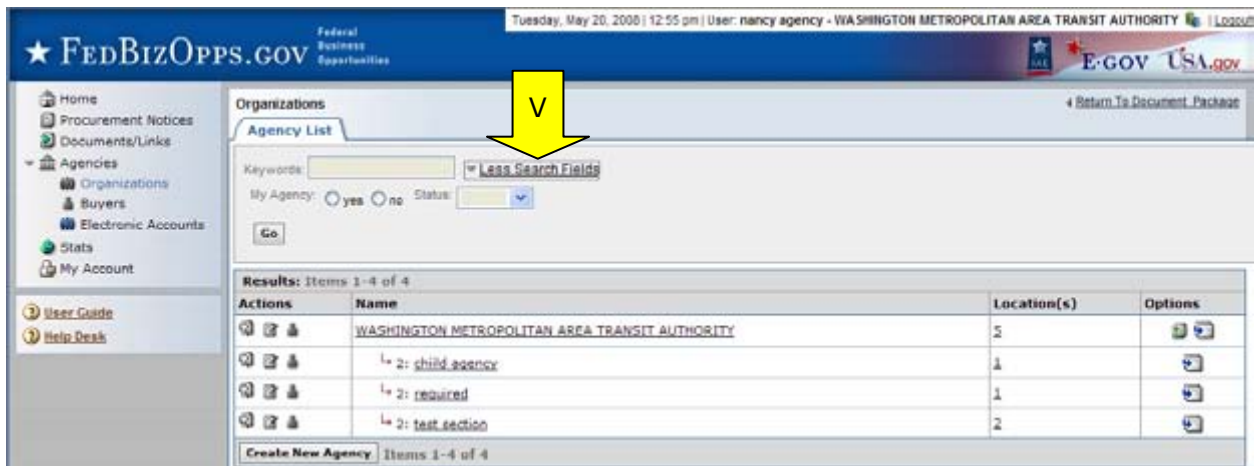 Tuesday, May 20, 2008 | 12:55 pm | User: nancy agency - WASHINGTON METROPOLITAN AREA TRANSIT AUTHORITY | Logout
★ FEDBIZOPPS.GOV Federal Business Opportunities
E-GOV USA.gov
Home
Procurement Notices
Documents/Links
Agencies
Organizations
Buyers
Electronic Accounts
Stats
My Account
User Guide
Help Desk
Organizations
Return To Document Package
Agency List
V
Keywords: Less Search Fields
My Agency: yes no Status:
Go
Results: Items 1-4 of 4
Actions Name Location(s) Options
WASHINGTON METROPOLITAN AREA TRANSIT AUTHORITY 5
2: child agency 1
2: required 1
2: test section 2
Create New Agency Items 1-4 of 4